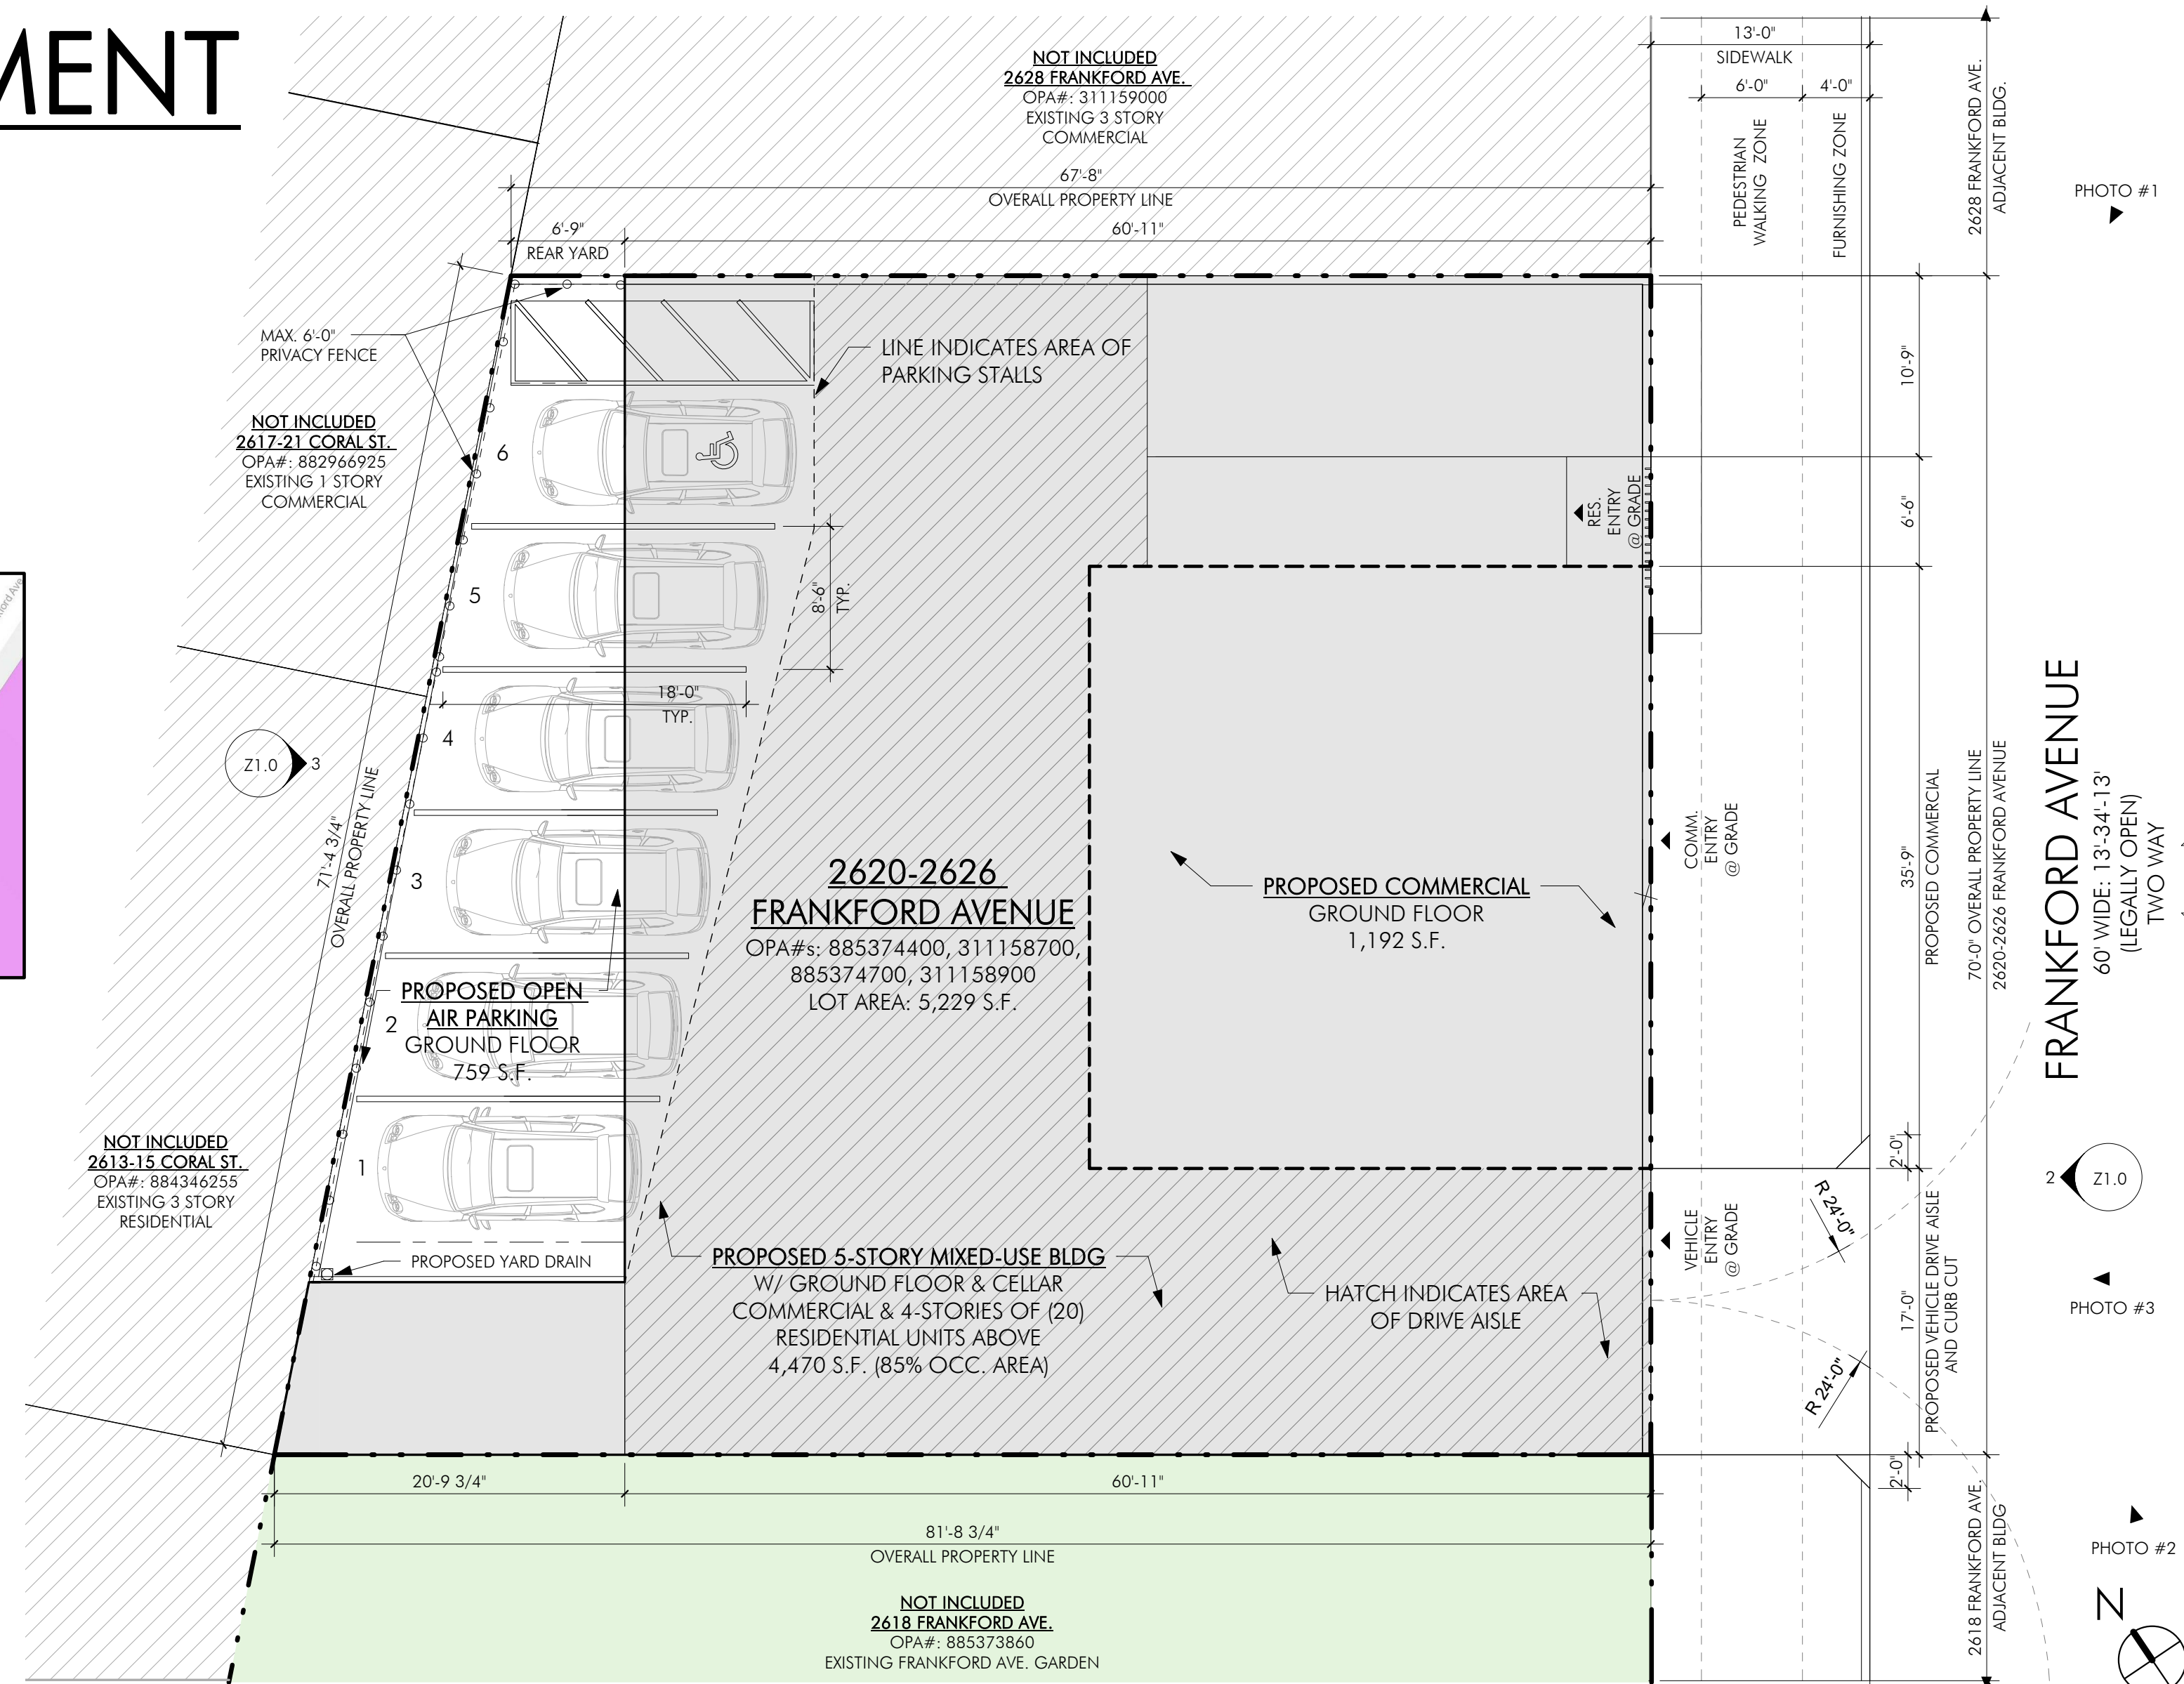 MENT
NOT INCLUDED
2628 FRANKFORD AVE.
OPA#: 311159000
EXISTING 3 STORY
COMMERCIAL
13'-0"
SIDEWALK
6'-0"
4'-0"
PEDESTRIAN
WALKING ZONE
FURNISHING ZONE
2628 FRANKFORD AVE.
ADJACENT BLDG.
PHOTO #1
67'-8"
OVERALL PROPERTY LINE
6'-9"
REAR YARD
60'-11"
MAX. 6'-0"
PRIVACY FENCE
LINE INDICATES AREA OF
PARKING STALLS
10'-9"
NOT INCLUDED
2617-21 CORAL ST.
OPA#: 882966925
EXISTING 1 STORY
COMMERCIAL
6
RES.
ENTRY
@ GRADE
6'-6"
5
8'-6"
TYP.
18'-0"
TYP.
4
Z1.0
3
71'-4 3/4"
OVERALL PROPERTY LINE
3
2620-2626
FRANKFORD AVENUE
OPA#s: 885374400, 311158700,
885374700, 311158900
LOT AREA: 5,229 S.F.
PROPOSED COMMERCIAL
GROUND FLOOR
1,192 S.F.
COMM.
ENTRY
@ GRADE
35'-9"
PROPOSED COMMERCIAL
70'-0" OVERALL PROPERTY LINE
2620-2626 FRANKFORD AVENUE
FRANKFORD AVENUE
60' WIDE: 13'-34'-13'
(LEGALLY OPEN)
TWO WAY
PROPOSED OPEN
AIR PARKING
GROUND FLOOR
759 S.F.
2
NOT INCLUDED
2613-15 CORAL ST.
OPA#: 884346255
EXISTING 3 STORY
RESIDENTIAL
1
2'-0"
2
Z1.0
R 24'-0"
VEHICLE
ENTRY
@ GRADE
PROPOSED YARD DRAIN
PROPOSED 5-STORY MIXED-USE BLDG
W/ GROUND FLOOR & CELLAR
COMMERCIAL & 4-STORIES OF (20)
RESIDENTIAL UNITS ABOVE
4,470 S.F. (85% OCC. AREA)
HATCH INDICATES AREA
OF DRIVE AISLE
17'-0"
PROPOSED VEHICLE DRIVE AISLE
AND CURB CUT
PHOTO #3
R 24'-0"
20'-9 3/4"
60'-11"
2'-0"
81'-8 3/4"
OVERALL PROPERTY LINE
2618 FRANKFORD AVE.
ADJACENT BLDG
PHOTO #2
NOT INCLUDED
2618 FRANKFORD AVE.
OPA#: 885373860
EXISTING FRANKFORD AVE. GARDEN
N